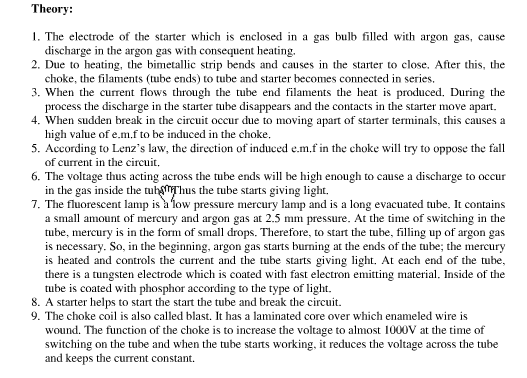 Theory:
1. The electrode of the starter which is enclosed in a gas bulb filled with argon gas, cause
discharge in the argon gas with consequent heating.
2. Due to heating, the bimetallic strip bends and causes in the starter to close. After this, the
choke, the filaments (tube ends) to tube and starter becomes connected in series.
3. When the current flows through the tube end filaments the heat is produced. During the
process the discharge in the starter tube disappears and the contacts in the starter move apart.
4. When sudden break in the circuit occur due to moving apart of starter terminals, this causes a
high value of e.m.f to be induced in the choke.
5. According to Lenz's law, the direction of induced e.m.f in the choke will try to oppose the fall
of current in the circuit.
6. The voltage thus acting across the tube ends will be high enough to cause a discharge to occur
in the gas inside the Thus the tube starts giving light.
7. The fluorescent lamp is a low pressure mercury lamp and is a long evacuated tube. It contains
a small amount of mercury and argon gas at 2.5 mm pressure. At the time of switching in the
tube, mercury is in the form of small drops. Therefore, to start the tube, filling up of argon gas
is necessary. So, in the beginning, argon gas starts burning at the ends of the tube; the mercury
is heated and controls the current and the tube starts giving light. At each end of the tube,
there is a tungsten electrode which is coated with fast electron emitting material. Inside of the
tube is coated with phosphor according to the type of light.
8. A starter helps to start the start the tube and break the circuit.
9. The choke coil is also called blast. It has a laminated core over which enameled wire is
wound. The function of the choke is to increase the voltage to almost 1000V at the time of
switching on the tube and when the tube starts working, it reduces the voltage across the tube
and keeps the current constant.